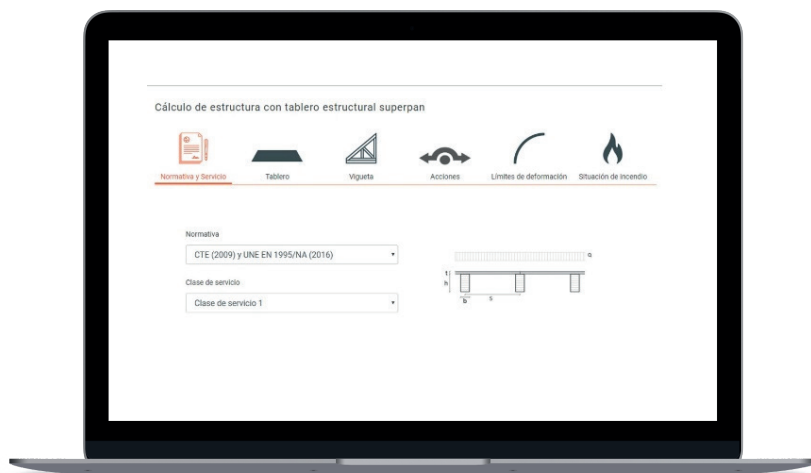 Cálculo de estructura con tablero estructural superpan
Normativa y Servicio
Tablero
Vigueta
Acciones
Límites de deformación
Situación de incendio
Normativa
CTE (2009) y UNE EN 1995/NA (2016)
Clase de servicio
Clase de servicio 1
t
h
b
s